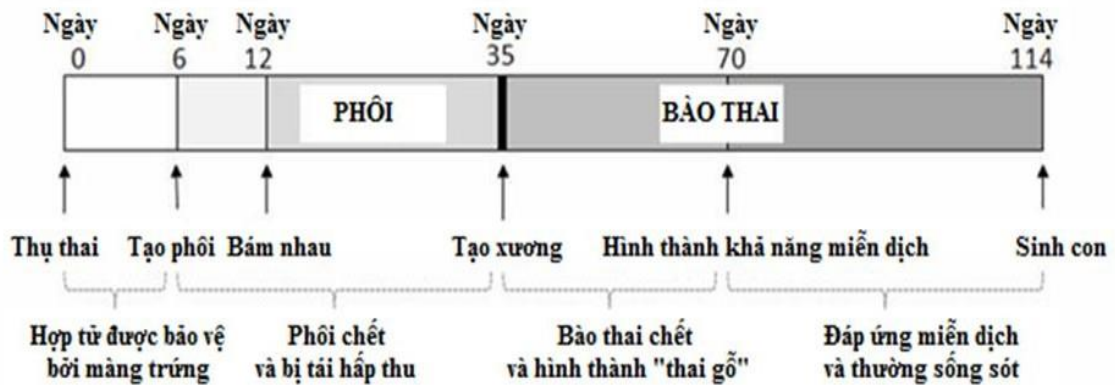 Ngày Ngày Ngày Ngày Ngày Ngày
0 6 12 35 70 114
PHÔI BÀO THAI
Thụ thai Tạo phôi Bám nhau Tạo xương Hình thành khả năng miễn dịch Sinh con
Hợp tử được bảo vệ Phôi chết Bào thai chết Đáp ứng miễn dịch
bởi màng trứng và bị tái hấp thu và hình thành "thai gỗ" và thường sống sót